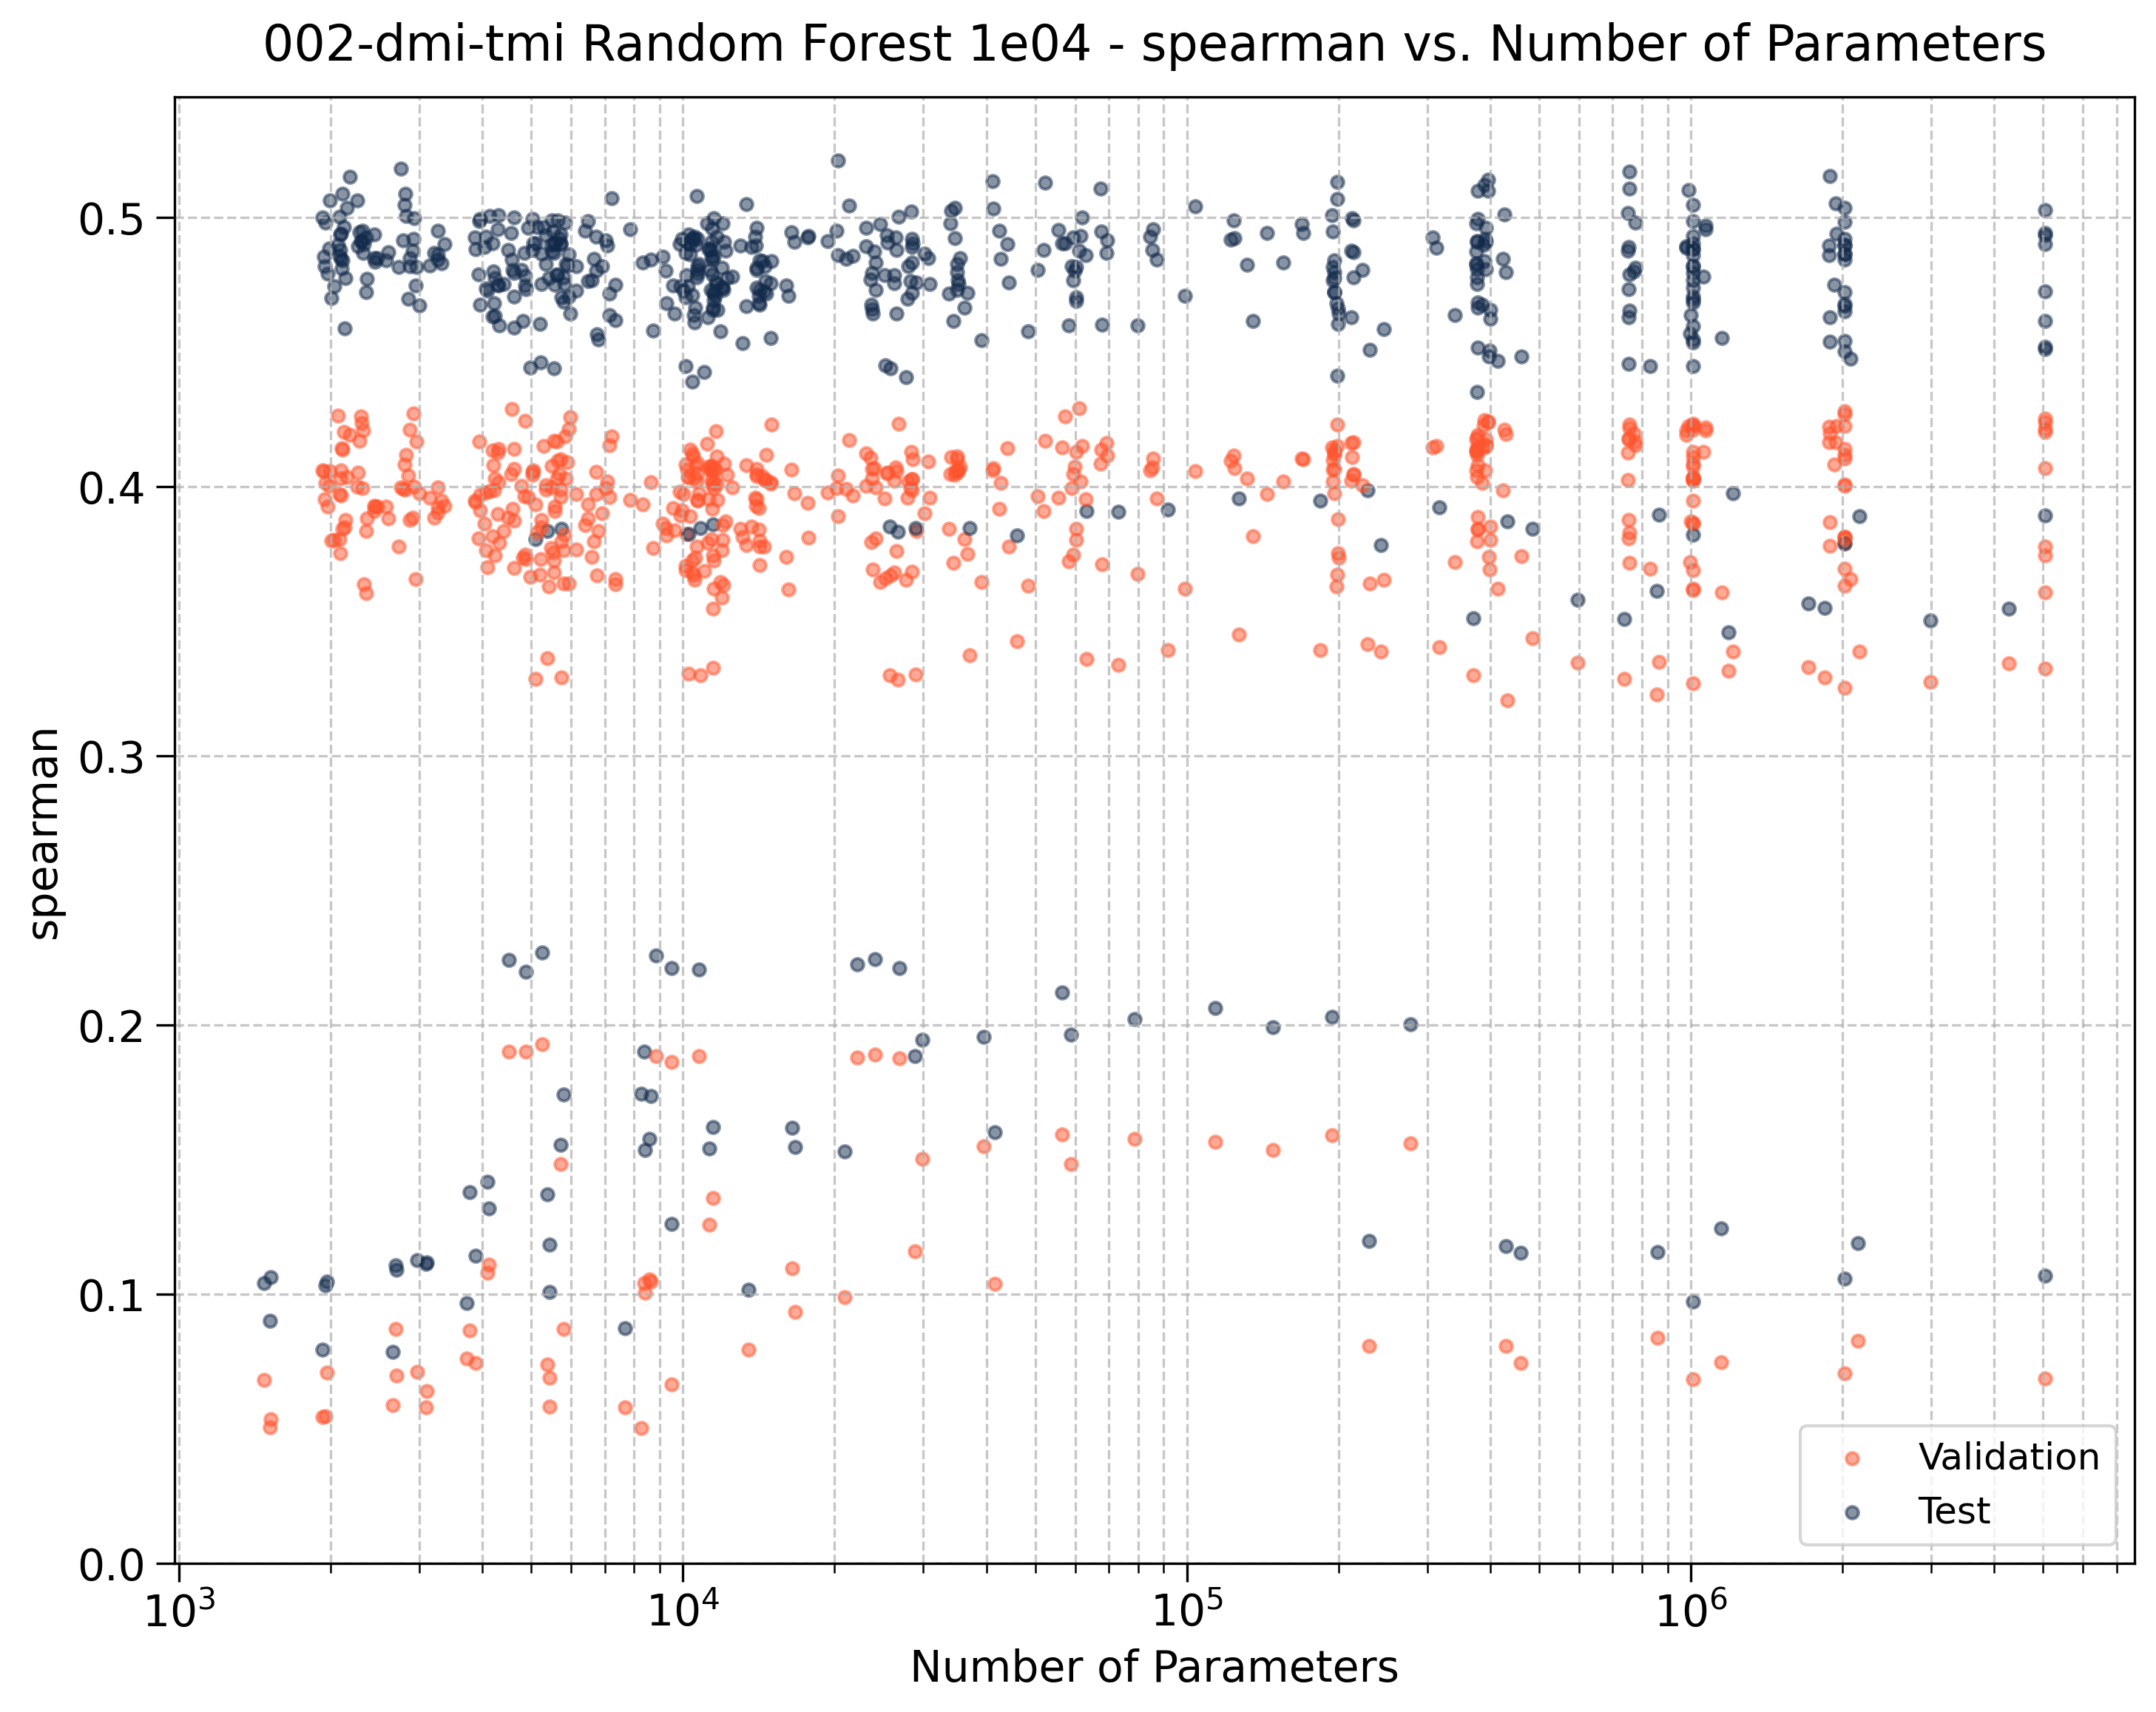 002-dmi-tmi Random Forest 1e04 - spearman vs. Number of Parameters
spearman
0.5
0.4
0.3
0.2
0.1
0.0
10³
10⁴
10⁵
10⁶
Number of Parameters
Validation
Test